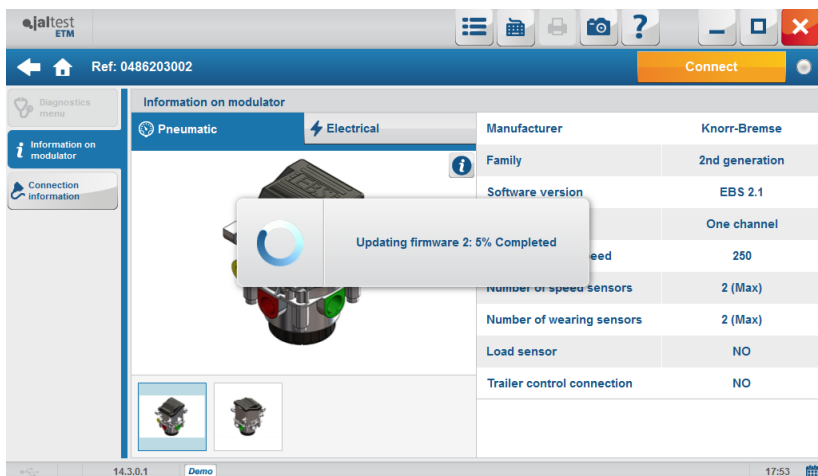 jaltest
ETM
?
Ref: 0486203002
Connect
Diagnostics
menu
Information on
modulator
Connection
information
Information on modulator
Pneumatic
Electrical
Manufacturer Knorr-Bremse
Family 2nd generation
Software version EBS 2.1
One channel
eed 250
Number of speed sensors 2 (Max)
Number of wearing sensors 2 (Max)
Load sensor NO
Trailer control connection NO
Updating firmware 2: 5% Completed
14.3.0.1 Demo 17:53